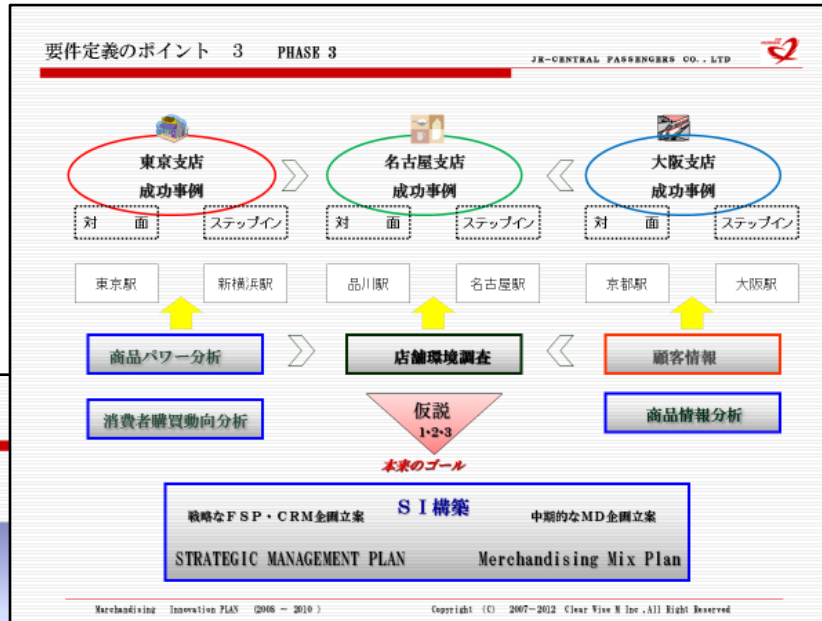 要件定義のポイント 3 PHASE 3
JR-CENTRAL PASSENGERS CO., LTD
東京支店
成功事例
名古屋支店
成功事例
大阪支店
成功事例
対 面 ステップイン 対 面 ステップイン 対 面 ステップイン
東京駅 新横浜駅 品川駅 名古屋駅 京都駅 大阪駅
商品パワー分析 店舗環境調査 顧客情報
消費者購買動向分析 仮説 商品情報分析
1・2・3
本来のゴール
SI構築
戦略なFSP・CRM企画立案 中期的なMD企画立案
STRATEGIC MANAGEMENT PLAN Merchandising Mix Plan
Marchandising Innovation PLAN (2008 - 2010 ) Copyright (C) 2007-2012 Clear Wise M Inc .All Right Reserved